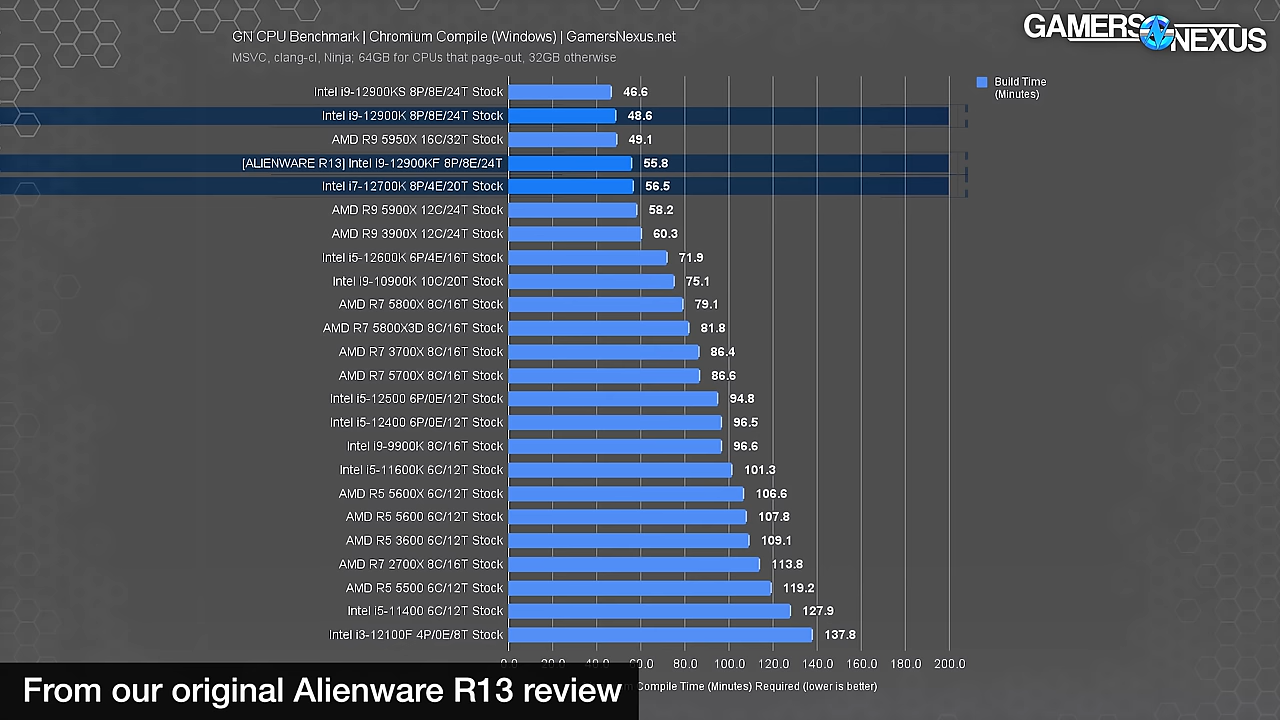 GN CPU Benchmark | Chromium Compile (Windows) | GamersNexus.net
MSVC, clang-cl, Ninja; 64GB for CPUs that page-out, 32GB otherwise
GAMERS NEXUS
Build Time
(Minutes)
Intel i9-12900KS 8P/8E/24T Stock 46.6
Intel i9-12900K 8P/8E/24T Stock 48.6
AMD R9 5950X 16C/32T Stock 49.1
[ALIENWARE R13] Intel I9-12900KF 8P/8E/24T 55.8
Intel i7-12700K 8P/4E/20T Stock 56.5
AMD R9 5900X 12C/24T Stock 58.2
AMD R9 3900X 12C/24T Stock 60.3
Intel i5-12600K 6P/4E/16T Stock 71.9
Intel i9-10900K 10C/20T Stock 75.1
AMD R7 5800X 8C/16T Stock 79.1
AMD R7 5800X3D 8C/16T Stock 81.8
AMD R7 3700X 8C/16T Stock 86.4
AMD R7 5700X 8C/16T Stock 86.6
Intel i5-12500 6P/0E/12T Stock 94.8
Intel i5-12400 6P/0E/12T Stock 96.5
Intel i9-9900K 8C/16T Stock 96.6
Intel i5-11600K 6C/12T Stock 101.3
AMD R5 5600X 6C/12T Stock 106.6
AMD R5 5600 6C/12T Stock 107.8
AMD R5 3600 6C/12T Stock 109.1
AMD R7 2700X 8C/16T Stock 113.8
AMD R5 5500 6C/12T Stock 119.2
Intel i5-11400 6C/12T Stock 127.9
Intel i3-12100F 4P/0E/8T Stock 137.8
0.0 20.0 40.0 60.0 80.0 100.0 120.0 140.0 160.0 180.0 200.0
Compile Time (Minutes) Required (lower is better)
From our original Alienware R13 review